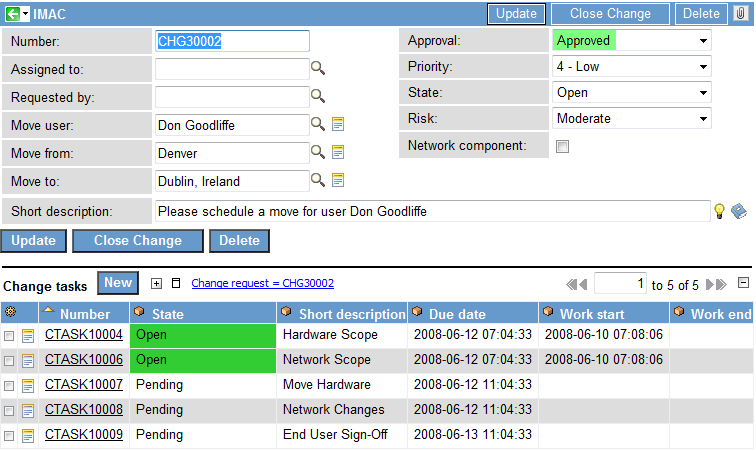 IMAC Update Close Change Delete
Number: CHG30002 Approval: Approved
Assigned to: Priority: 4 - Low
Requested by: State: Open
Move user: Don Goodliffe Risk: Moderate
Move from: Denver Network component:
Move to: Dublin, Ireland
Short description: Please schedule a move for user Don Goodliffe
Update Close Change Delete
Change tasks New Change request = CHG30002 1 to 5 of 5
Number State Short description Due date Work start Work end
CTASK10004 Open Hardware Scope 2008-06-12 07:04:33 2008-06-10 07:08:06
CTASK10006 Open Network Scope 2008-06-12 07:04:33 2008-06-10 07:08:06
CTASK10007 Pending Move Hardware 2008-06-12 11:04:33
CTASK10008 Pending Network Changes 2008-06-12 11:04:33
CTASK10009 Pending End User Sign-Off 2008-06-13 11:04:33